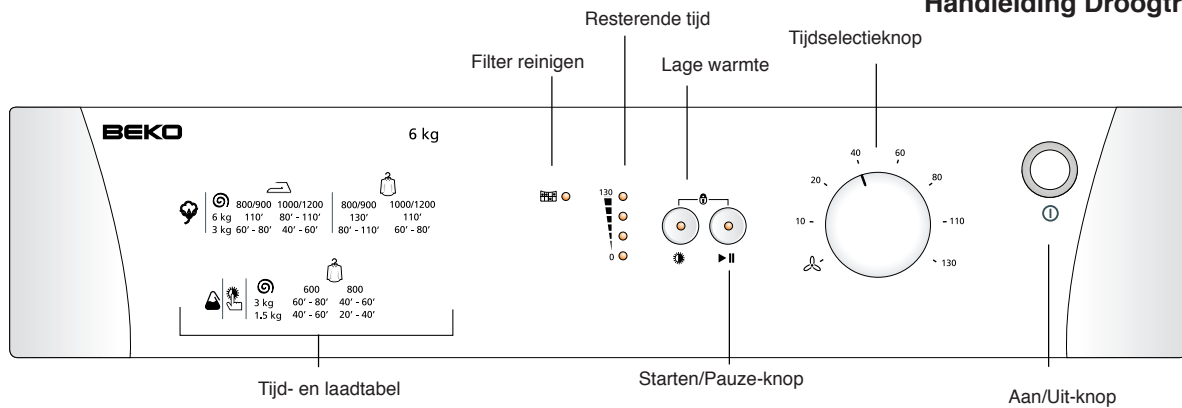 Handleiding Droogtr
Resterende tijd
Tijdselectieknop
Filter reinigen
Lage warmte
BEKO
6 kg
800/900 1000/1200 800/900 1000/1200
6 kg 110' 80' - 110' 130' 110'
3 kg 60' - 80' 40' - 60' 80' - 110' 60' - 80'
600 800
3 kg 60' - 80' 40' - 60'
1.5 kg 40' - 60' 20' - 40'
130
0
10
20
40
60
80
110
130
Tijd- en laadtabel
Starten/Pauze-knop
Aan/Uit-knop